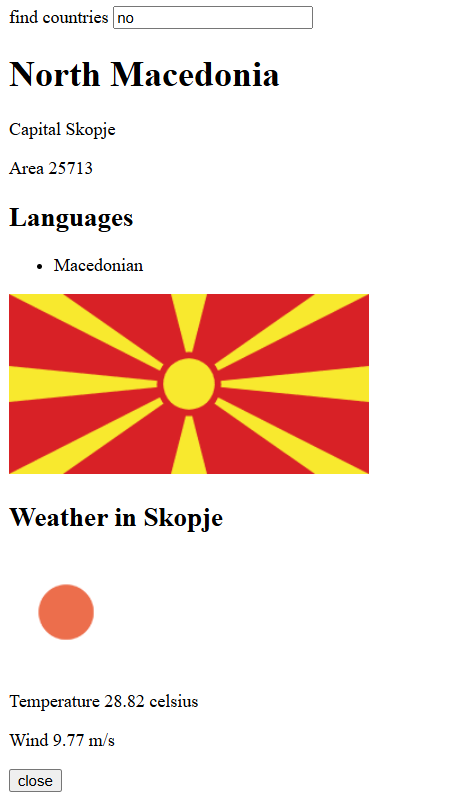 find countries no
North Macedonia
Capital Skopje
Area 25713
Languages
• Macedonian
Weather in Skopje
Temperature 28.82 celsius
Wind 9.77 m/s
close